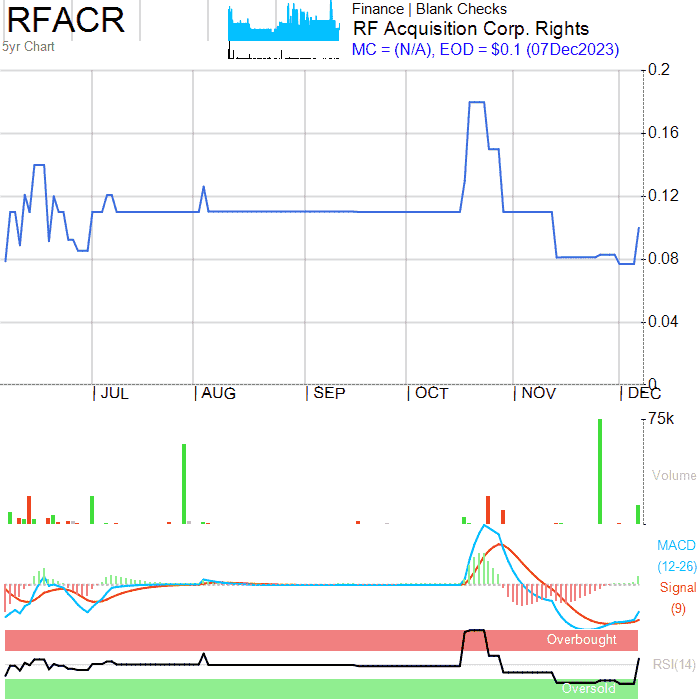 RFACR
5yr Chart
Finance | Blank Checks
RF Acquisition Corp. Rights
MC = (N/A), EOD = $0.1 (07Dec2023)
0.2
0.16
0.12
0.08
0.04
0
JUL AUG SEP OCT NOV DEC
75k
Volume
MACD
(12-26)
Signal
(9)
Overbought
RSI(14)
Oversold